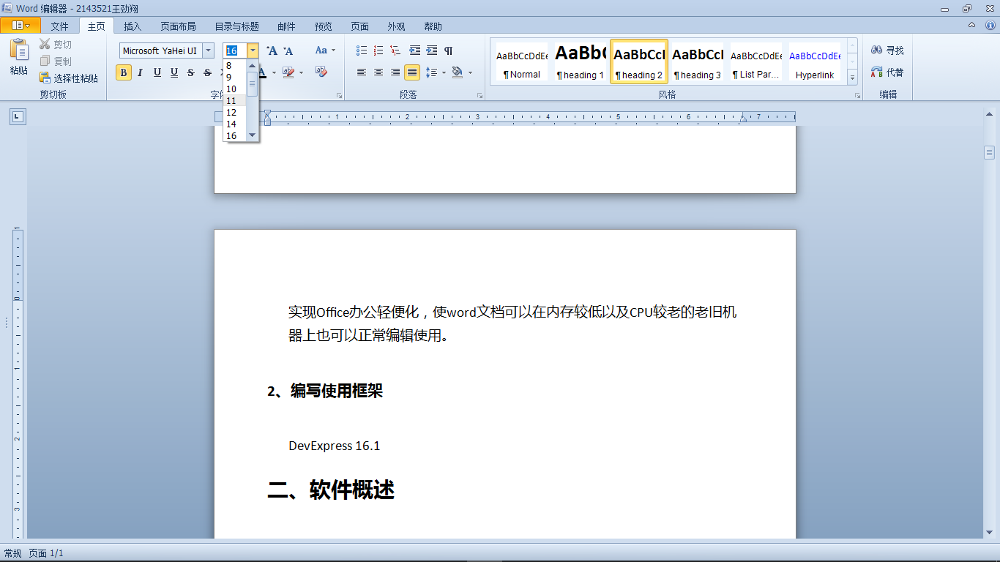 Word 编辑器 - 2143521王劲翔
文件 主页 插入 页面布局 目录与标题 邮件 预览 页面 外观 帮助
粘贴
剪切
复制
选择性粘贴
剪切板
Microsoft YaHei UI 16
Aa
B I U U S S
8
9
10
11
12
14
16
段落
AaBbCcDdEe AaBbC AaBbCcI AaBbCcI AaBbCcDdEe AaBbCcDdEe
¶ Normal ¶ heading 1 ¶ heading 2 ¶ heading 3 ¶ List Par... Hyperlink
风格
寻找
代替
编辑
1 2 3 4 5 6 7
实现Office办公轻便化，使word文档可以在内存较低以及CPU较老的老旧机
器上也可以正常编辑使用。
2、编写使用框架
DevExpress 16.1
二、软件概述
常规 页面 1/1